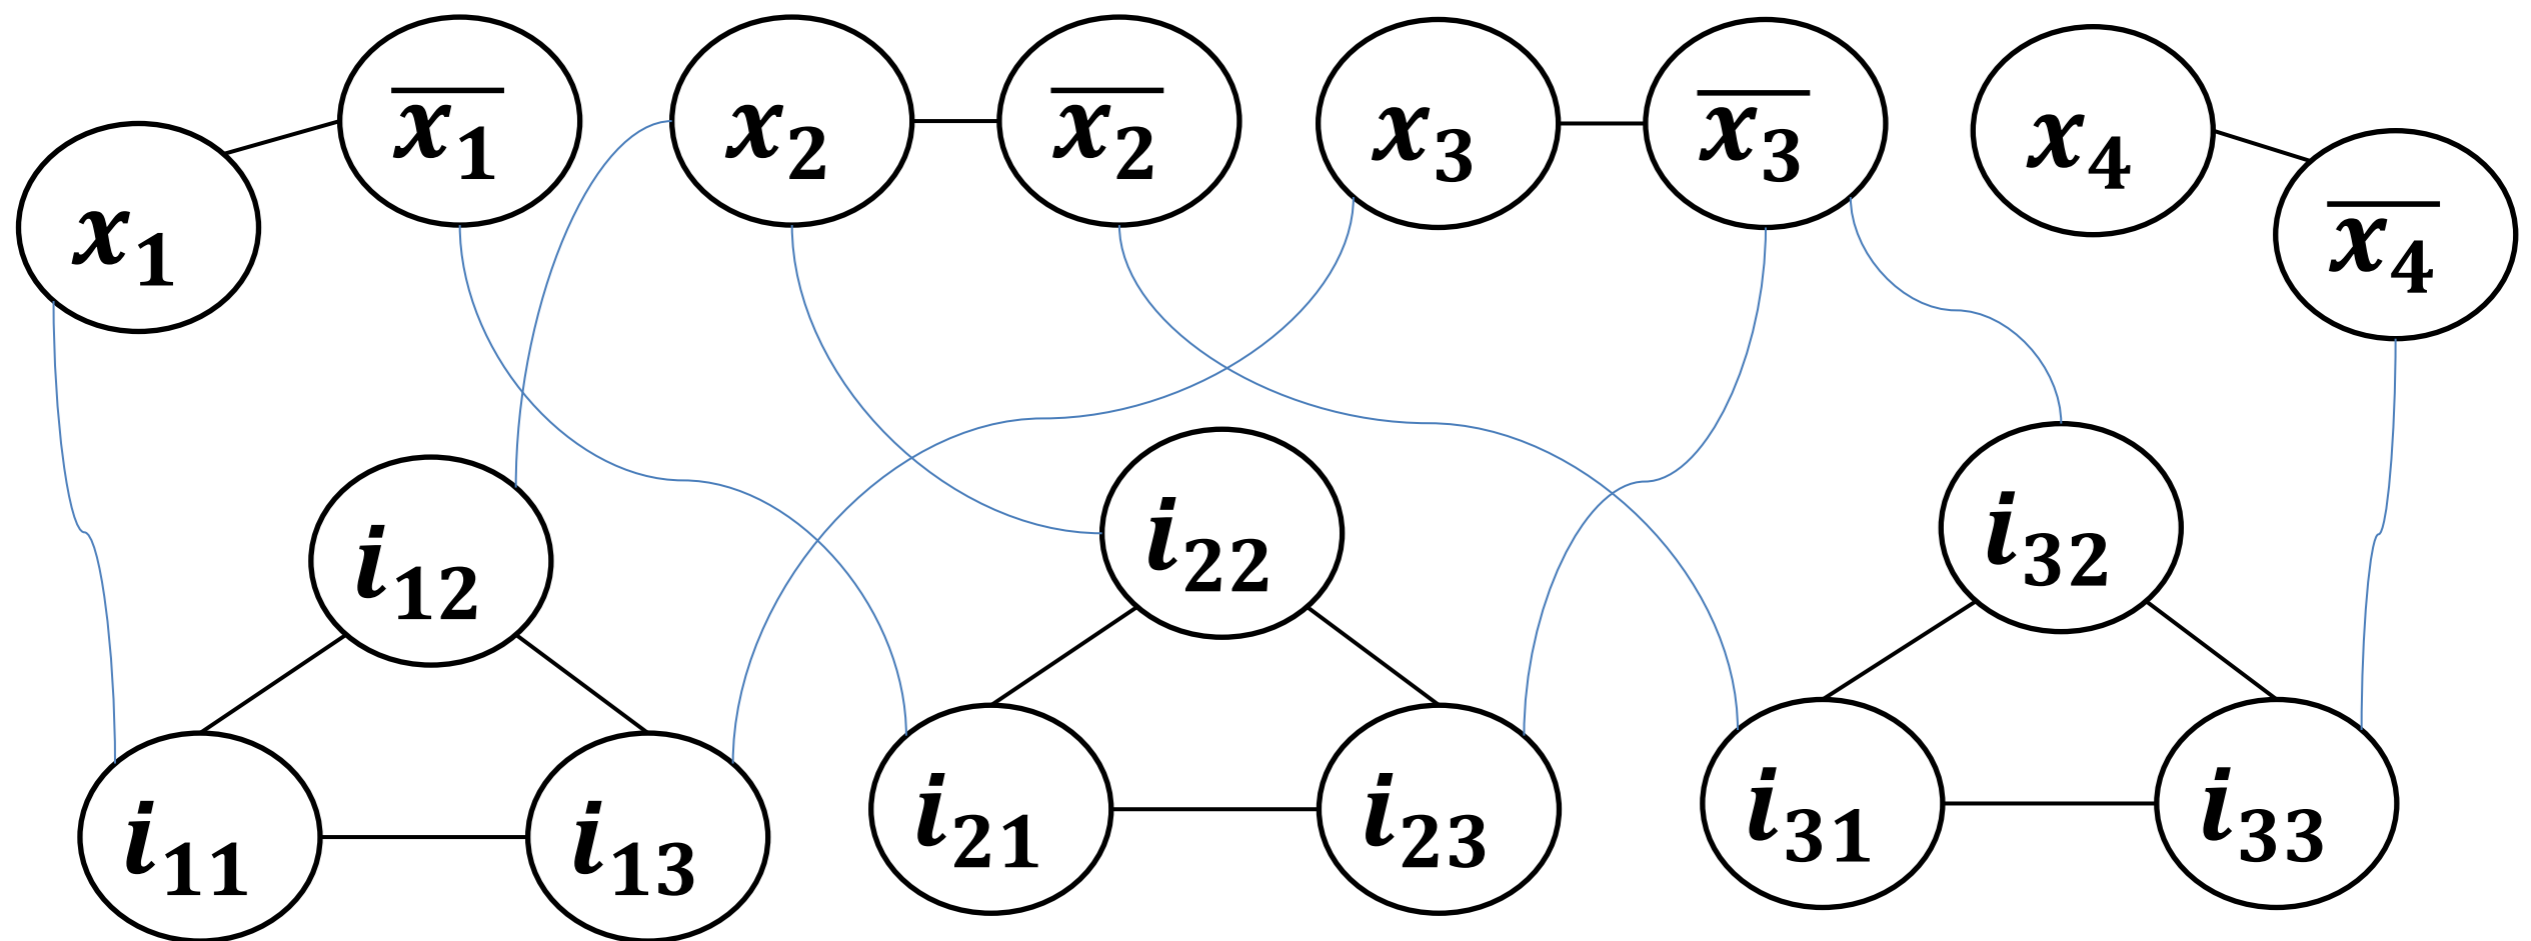 x₁ x̅₁ x₂ x̅₂ x₃ x̅₃ x₄ x̅₄
i₁₂ i₂₂ i₃₂
i₁₁ i₁₃ i₂₁ i₂₃ i₃₁ i₃₃